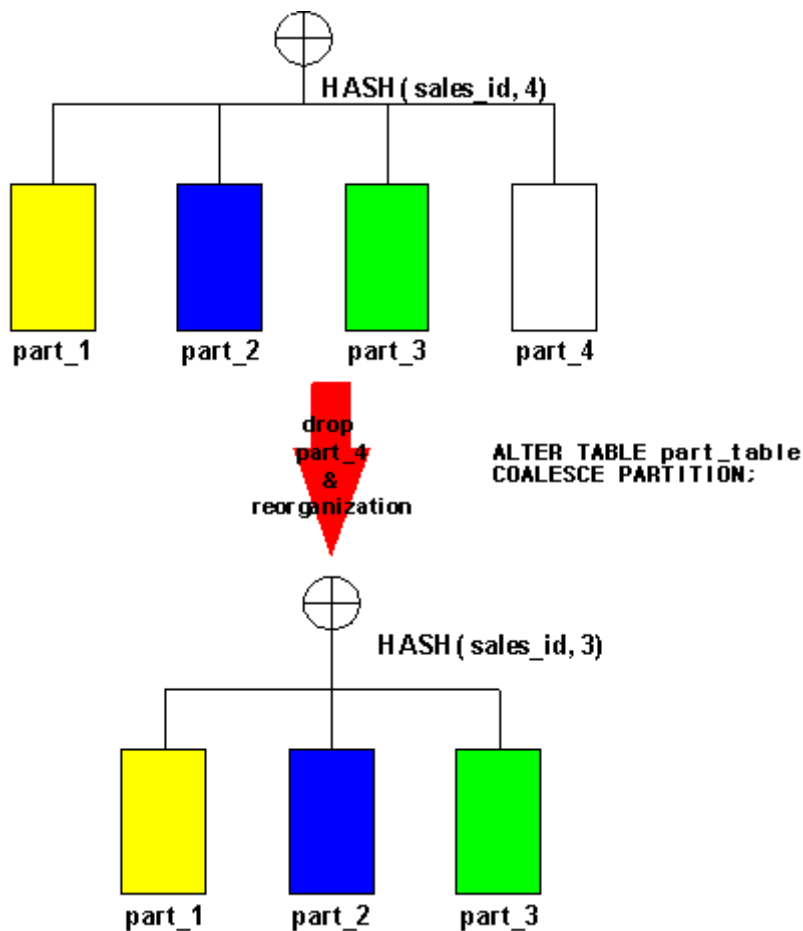 HASH(sales_id, 4)
part_1
part_2
part_3
part_4
drop
part_4
&
reorganization
ALTER TABLE part_table
COALESCE PARTITION;
HASH(sales_id, 3)
part_1
part_2
part_3